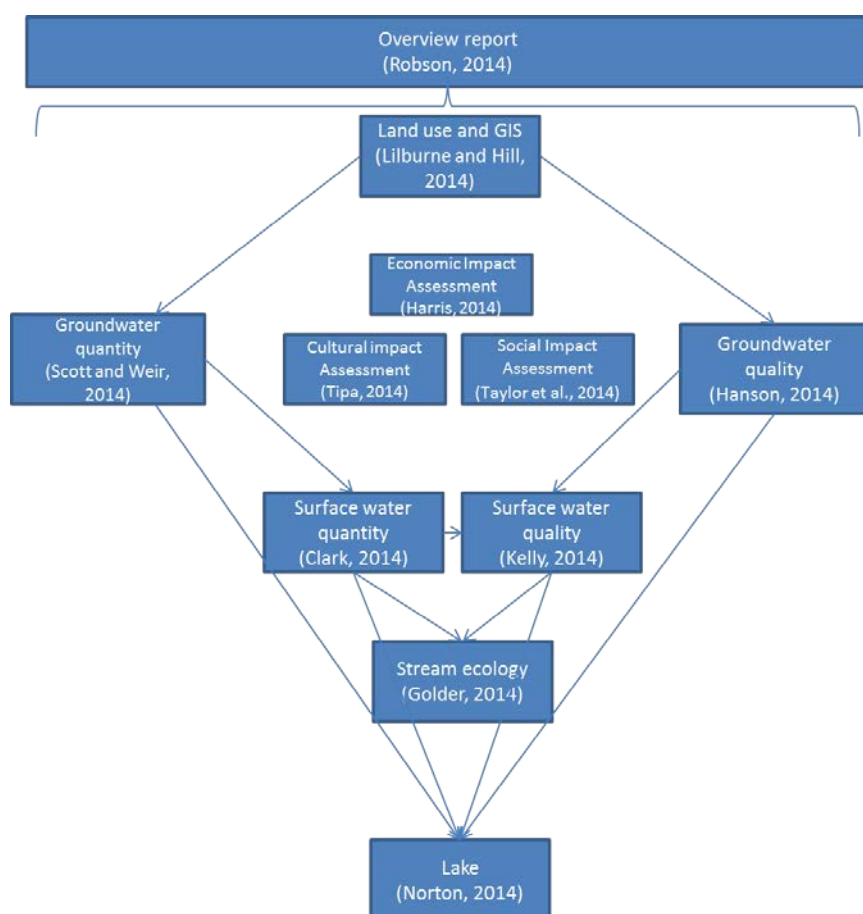 Overview report
(Robson, 2014)
Land use and GIS
(Lilburne and Hill,
2014)
Economic Impact
Assessment
(Harris, 2014)
Groundwater
quantity
(Scott and Weir,
2014)
Cultural impact
Assessment
(Tipa, 2014)
Social Impact
Assessment
(Taylor et al., 2014)
Groundwater
quality
(Hanson, 2014)
Surface water
quantity
(Clark, 2014)
Surface water
quality
(Kelly, 2014)
Stream ecology
(Golder, 2014)
Lake
(Norton, 2014)